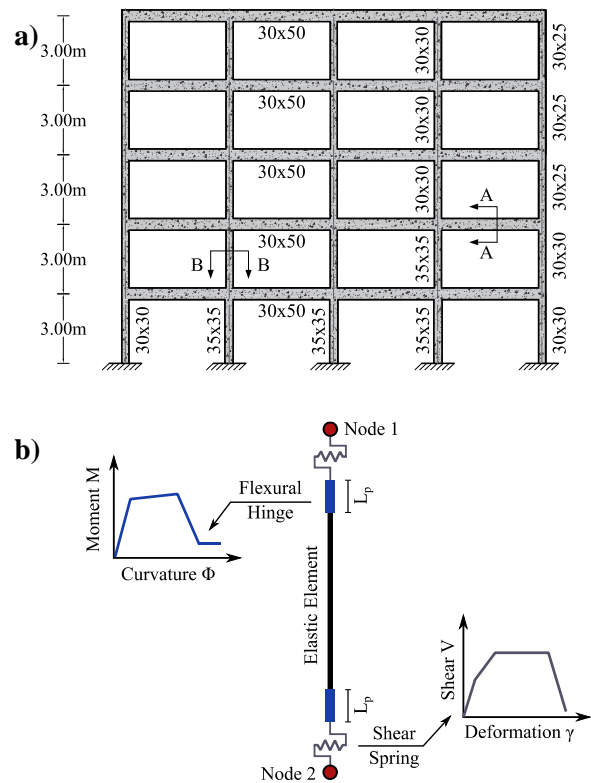 a)
3.00m
30x50
30x30
30x25
3.00m
30x50
30x30
30x25
3.00m
30x50
30x30
A
A
30x25
3.00m
B
B
30x50
35x35
30x30
3.00m
30x30
35x35
30x50
35x35
35x35
30x30
b)
Node 1
Moment M
Curvature Φ
Flexural
Hinge
Lp
Elastic Element
Lp
Shear V
Deformation γ
Shear
Spring
Node 2